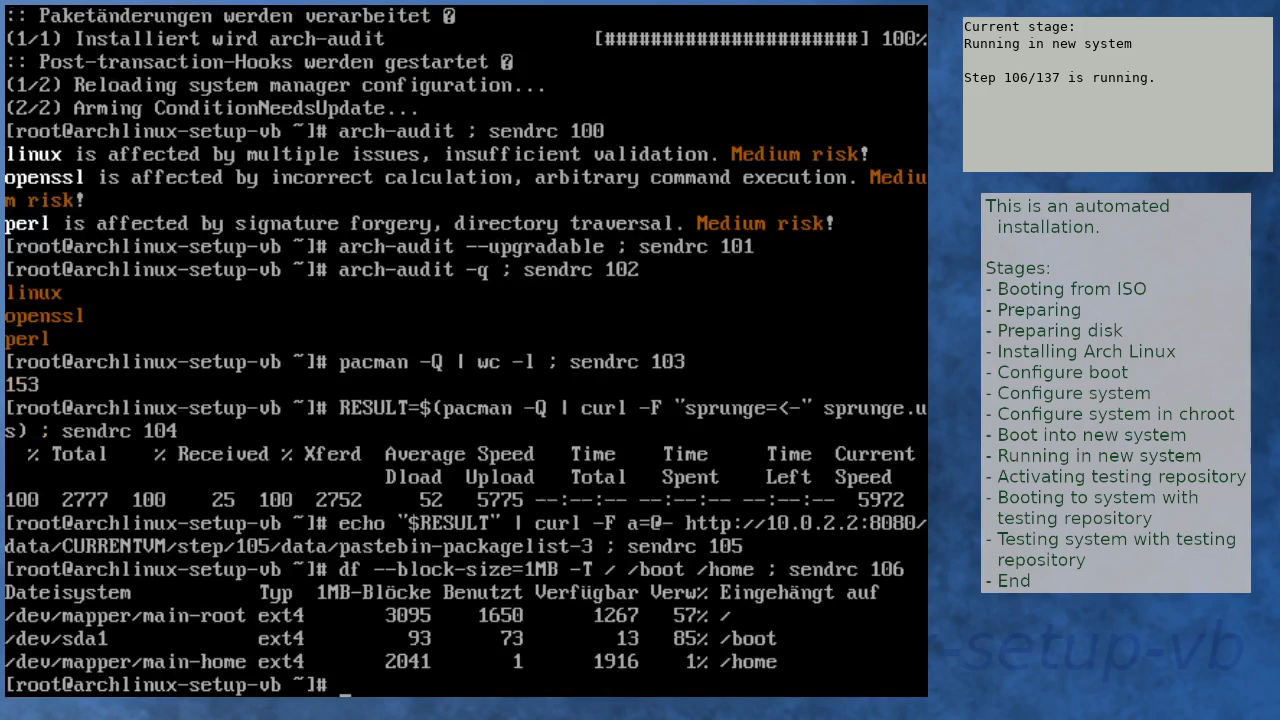 :: Paketänderungen werden verarbeitet �
(1/1) Installiert wird arch-audit                       [######################] 100%
:: Post-transaction-Hooks werden gestartet �
(1/2) Reloading system manager configuration...
(2/2) Arming ConditionNeedsUpdate...
[root@archlinux-setup-vb ~]# arch-audit ; sendrc 100
linux is affected by multiple issues, insufficient validation. Medium risk!
openssl is affected by incorrect calculation, arbitrary command execution. Mediu
m risk!
perl is affected by signature forgery, directory traversal. Medium risk!
[root@archlinux-setup-vb ~]# arch-audit --upgradable ; sendrc 101
[root@archlinux-setup-vb ~]# arch-audit -q ; sendrc 102
linux
openssl
perl
[root@archlinux-setup-vb ~]# pacman -Q | wc -l ; sendrc 103
153
[root@archlinux-setup-vb ~]# RESULT=$(pacman -Q | curl -F "sprunge=<-" sprunge.u
s) ; sendrc 104
  % Total    % Received % Xferd  Average Speed   Time    Time     Time  Current
                                 Dload  Upload   Total   Spent    Left  Speed
100  2777  100    25  100  2752     52   5775 --:--:-- --:--:-- --:--:--  5972
[root@archlinux-setup-vb ~]# echo "$RESULT" | curl -F a=@- http://10.0.2.2:8080/
data/CURRENTVM/step/105/data/pastebin-packagelist-3 ; sendrc 105
[root@archlinux-setup-vb ~]# df --block-size=1MB -T / /boot /home ; sendrc 106
Dateisystem           Typ  1MB-Blöcke Benutzt Verfügbar Verw% Eingehängt auf
/dev/mapper/main-root ext4       3095    1650      1267   57% /
/dev/sda1             ext4         93      73        13   85% /boot
/dev/mapper/main-home ext4       2041       1      1916    1% /home
[root@archlinux-setup-vb ~]# _
Current stage:
Running in new system
Step 106/137 is running.
This is an automated
installation.
Stages:
- Booting from ISO
- Preparing
- Preparing disk
- Installing Arch Linux
- Configure boot
- Configure system
- Configure system in chroot
- Boot into new system
- Running in new system
- Activating testing repository
- Booting to system with
testing repository
- Testing system with testing
repository
- End
-setup-vb